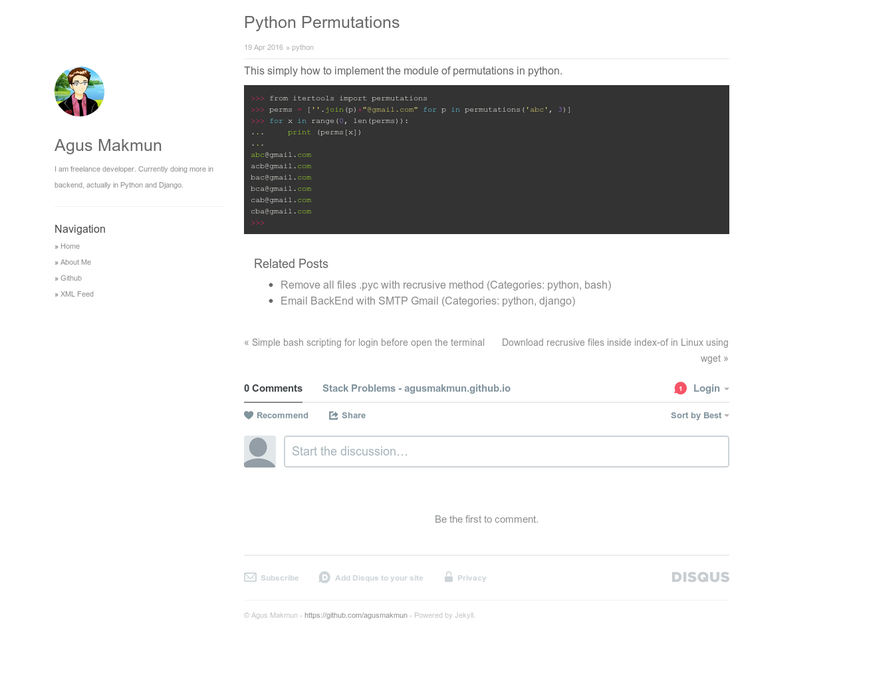 Python Permutations
19 Apr 2016 » python
This simply how to implement the module of permutations in python.
>>> from itertools import permutations
>>> perms = [''.join(p)+"@gmail.com" for p in permutations('abc', 3)]
>>> for x in range(0, len(perms)):
...     print (perms[x])
...
abc@gmail.com
acb@gmail.com
bac@gmail.com
bca@gmail.com
cab@gmail.com
cba@gmail.com
>>>
Agus Makmun
I am freelance developer. Currently doing more in
backend, actually in Python and Django.
Navigation
» Home
» About Me
» Github
» XML Feed
Related Posts
• Remove all files .pyc with recrusive method (Categories: python, bash)
• Email BackEnd with SMTP Gmail (Categories: python, django)
« Simple bash scripting for login before open the terminal
Download recrusive files inside index-of in Linux using
wget »
0 Comments Stack Problems - agusmakmun.github.io 1 Login
Recommend Share Sort by Best
Start the discussion…
Be the first to comment.
Subscribe Add Disqus to your site Privacy DISQUS
© Agus Makmun - https://github.com/agusmakmun - Powered by Jekyll.